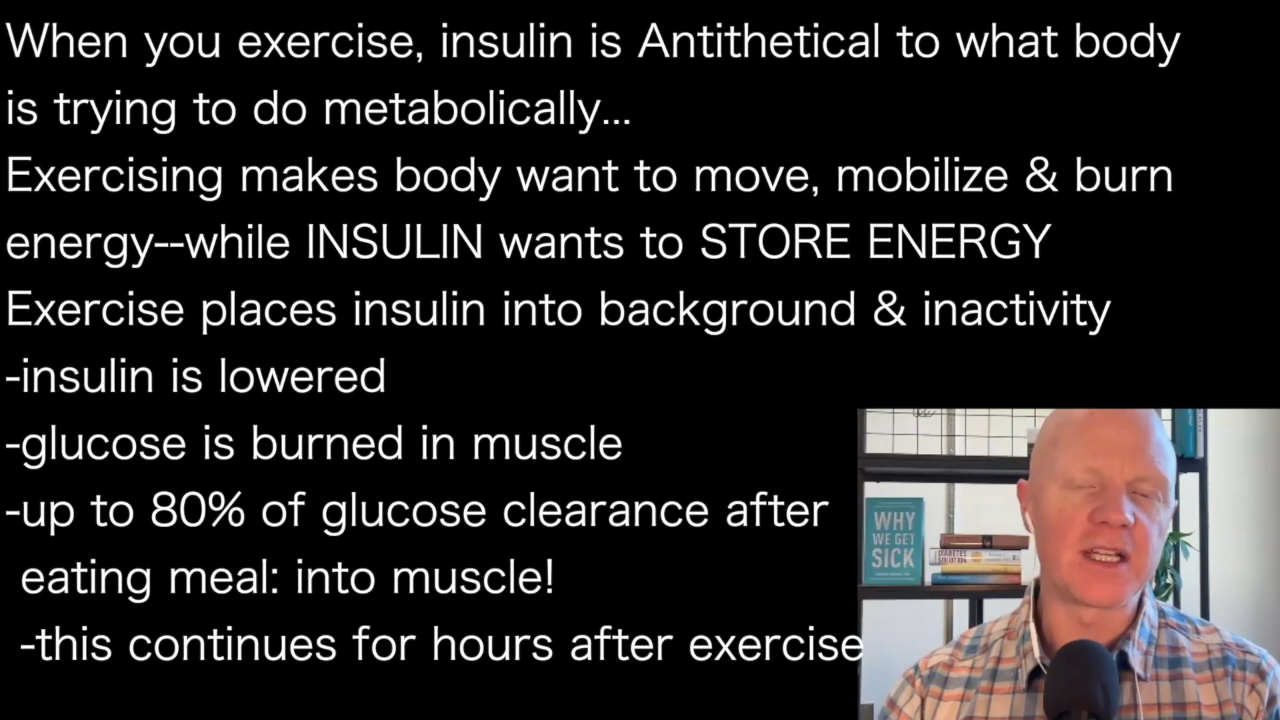 When you exercise, insulin is Antithetical to what body
is trying to do metabolically...
Exercising makes body want to move, mobilize & burn
energy--while INSULIN wants to STORE ENERGY
Exercise places insulin into background & inactivity
-insulin is lowered
-glucose is burned in muscle
-up to 80% of glucose clearance after
eating meal: into muscle!
-this continues for hours after exercise
WHY
WE GET
SICK
DIABETES
SOLUTION